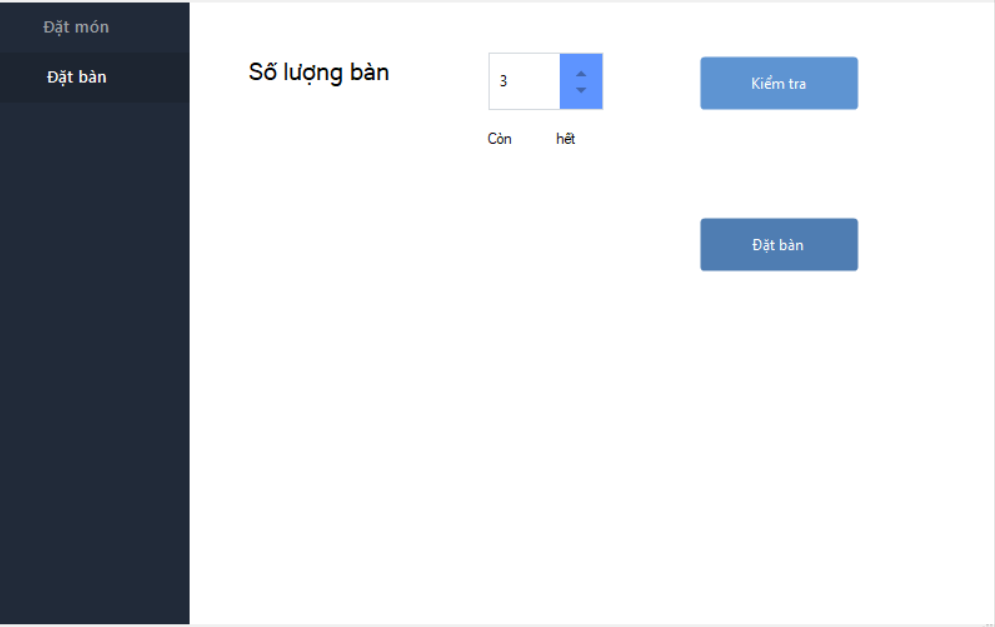 Đặt món
Đặt bàn
Số lượng bàn
3
Kiểm tra
Còn hết
Đặt bàn